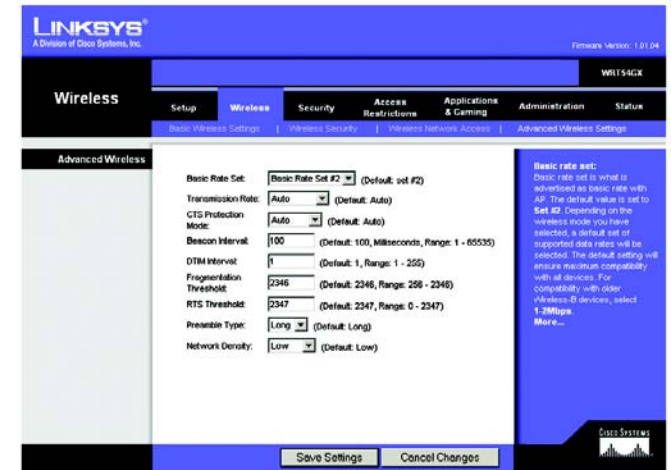 LINKSYS®
A Division of Cisco Systems, Inc.
Firmware Version: 1.01.04
WRT54GX
Wireless
Setup Wireless Security Access Restrictions Applications & Gaming Administration Status
Basic Wireless Settings | Wireless Security | Wireless Network Access | Advanced Wireless Settings
Advanced Wireless
Basic Rate Set: Basic Rate Set #2 (Default: set #2)
Transmission Rate: Auto (Default: Auto)
CTS Protection Mode: Auto (Default: Auto)
Beacon Interval: 100 (Default: 100, Miliseconds, Range: 1 - 65535)
DTIM Interval: 1 (Default: 1, Range: 1 - 255)
Fragmentation Threshold: 2346 (Default: 2346, Range: 256 - 2346)
RTS Threshold: 2347 (Default: 2347, Range: 0 - 2347)
Preamble Type: Long (Default: Long)
Network Density: Low (Default: Low)
Basic rate set:
Basic rate set is what is
advertised as basic rate with
AP. The default value is set to
Set #2. Depending on the
wireless mode you have
selected, a default set of
supported data rates will be
selected. The default setting will
ensure maximum compatibility
with all devices. For
compatibility with older
Wireless-B devices, select
1-2Mbps.
More...
Save Settings Cancel Changes
CISCO SYSTEMS